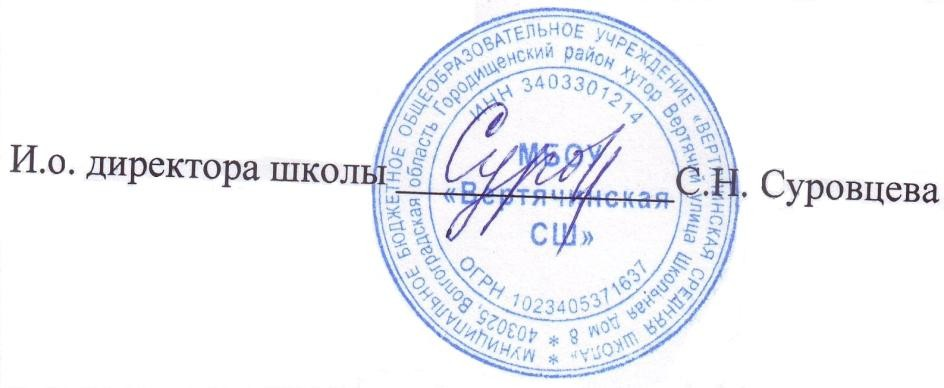 И.о. директора школы С.Н. Суровцева
МУНИЦИПАЛЬНОЕ БЮДЖЕТНОЕ ОБЩЕОБРАЗОВАТЕЛЬНОЕ УЧРЕЖДЕНИЕ «ВЕРТЯЧИНСКАЯ СРЕДНЯЯ ШКОЛА» *
403025, Волгоградская область Городищенский район хутор Вертячий улица Школьная дом 8 *
ИНН 3403301214
МБОУ
«Вертячинская
СШ»
ОГРН 1023405371637